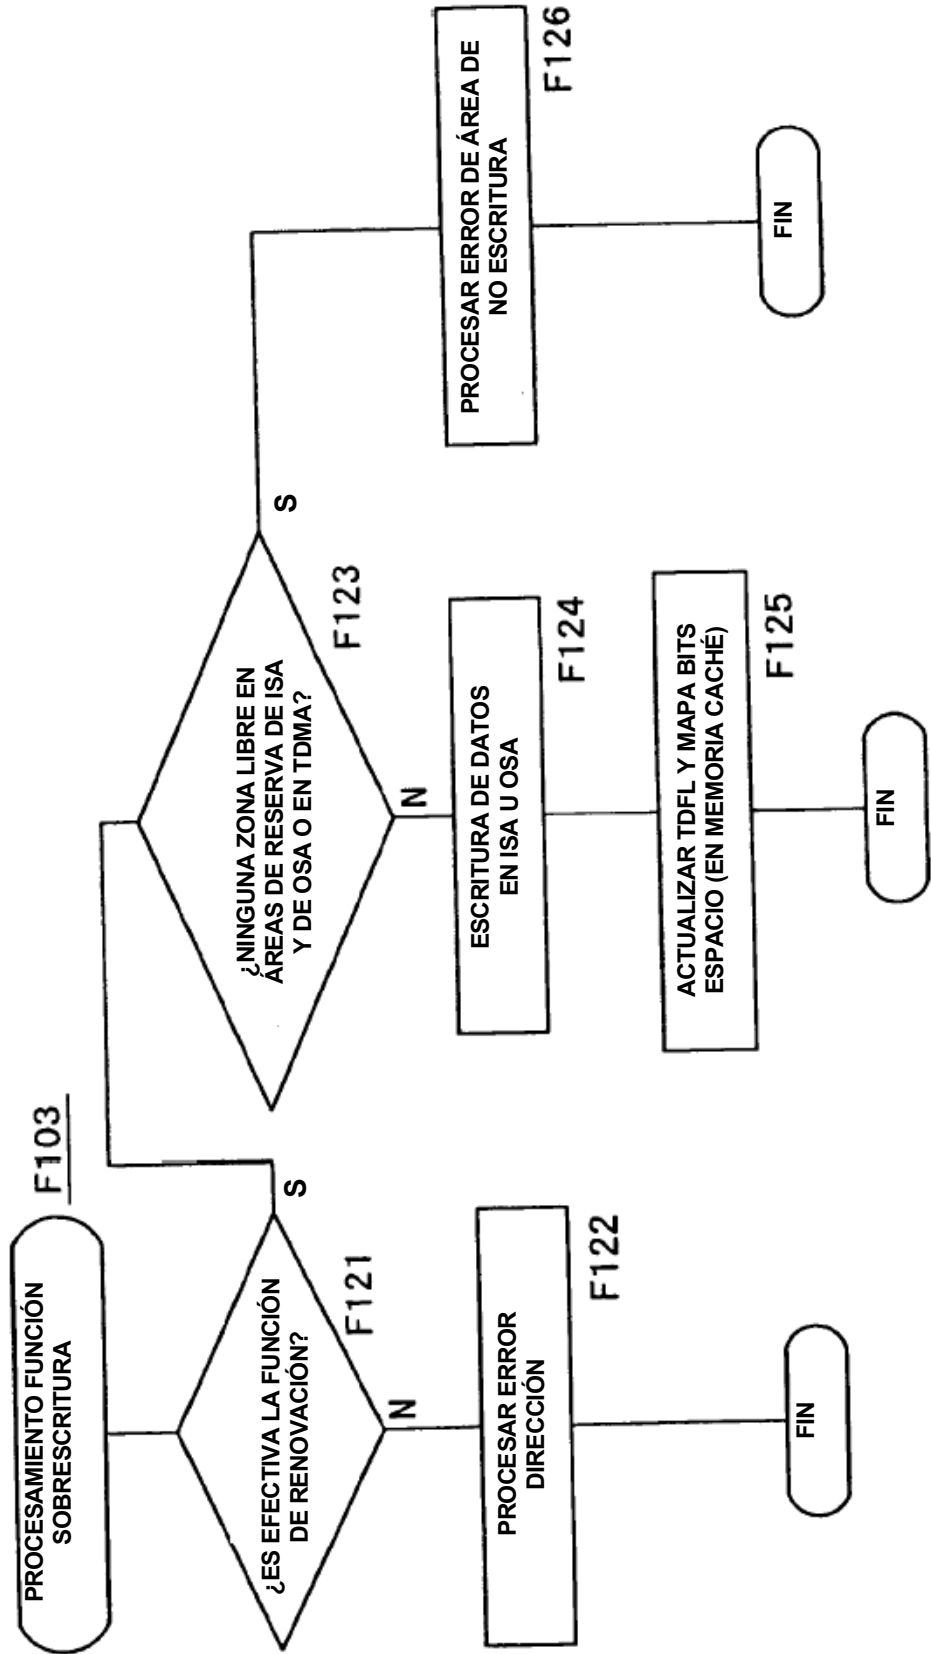 PROCESAMIENTO FUNCIÓN
SOBRESCRITURA
F103
¿ES EFECTIVA LA FUNCIÓN
DE RENOVACIÓN?
F121
S
N
PROCESAR ERROR
DIRECCIÓN
F122
FIN
¿NINGUNA ZONA LIBRE EN
ÁREAS DE RESERVA DE ISA
Y DE OSA O EN TDMA?
F123
S
N
ESCRITURA DE DATOS
EN ISA U OSA
F124
ACTUALIZAR TDFL Y MAPA BITS
ESPACIO (EN MEMORIA CACHÉ)
F125
FIN
PROCESAR ERROR DE ÁREA DE
NO ESCRITURA
F126
FIN